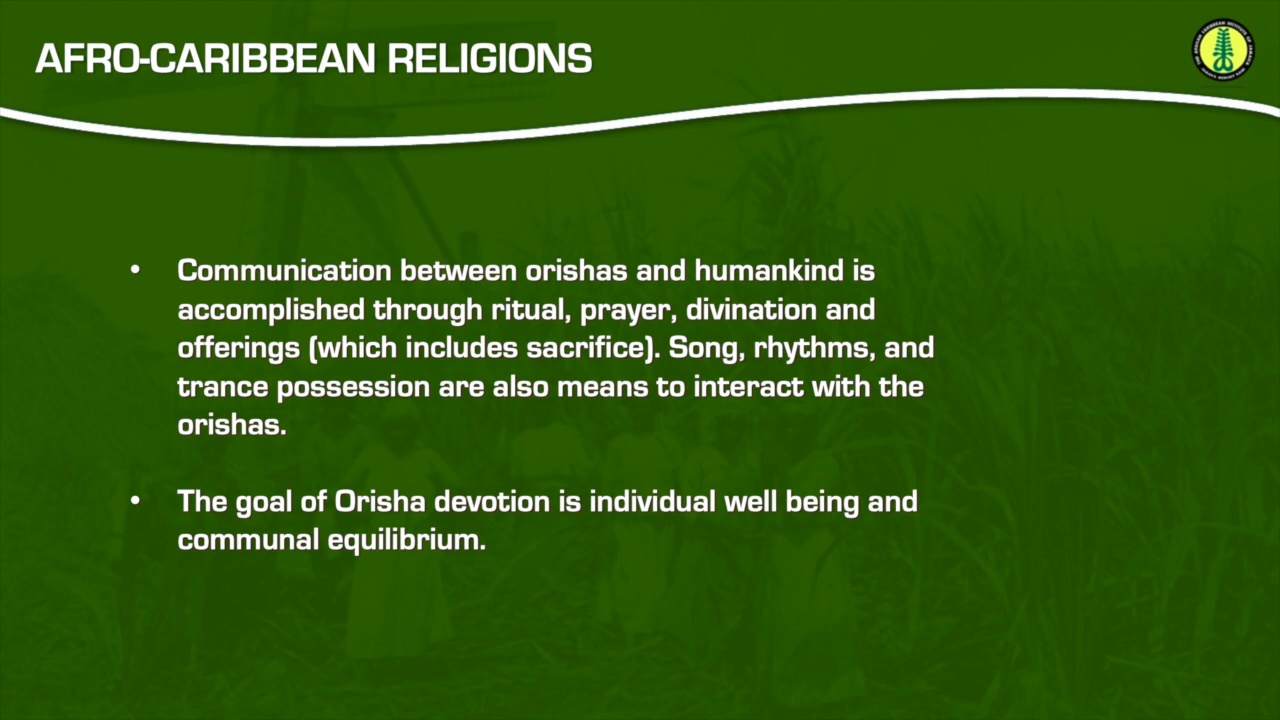 AFRO-CARIBBEAN RELIGIONS
• Communication between orishas and humankind is
accomplished through ritual, prayer, divination and
offerings (which includes sacrifice). Song, rhythms, and
trance possession are also means to interact with the
orishas.
• The goal of Orisha devotion is individual well being and
communal equilibrium.